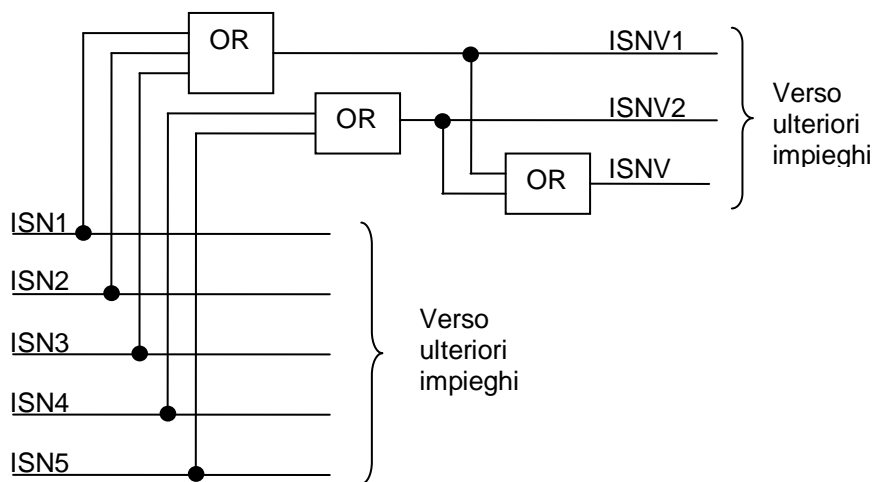 OR
ISNV1
OR
ISNV2
Verso
ulteriori
impieghi
OR
ISNV
ISN1
ISN2
ISN3
ISN4
ISN5
Verso
ulteriori
impieghi